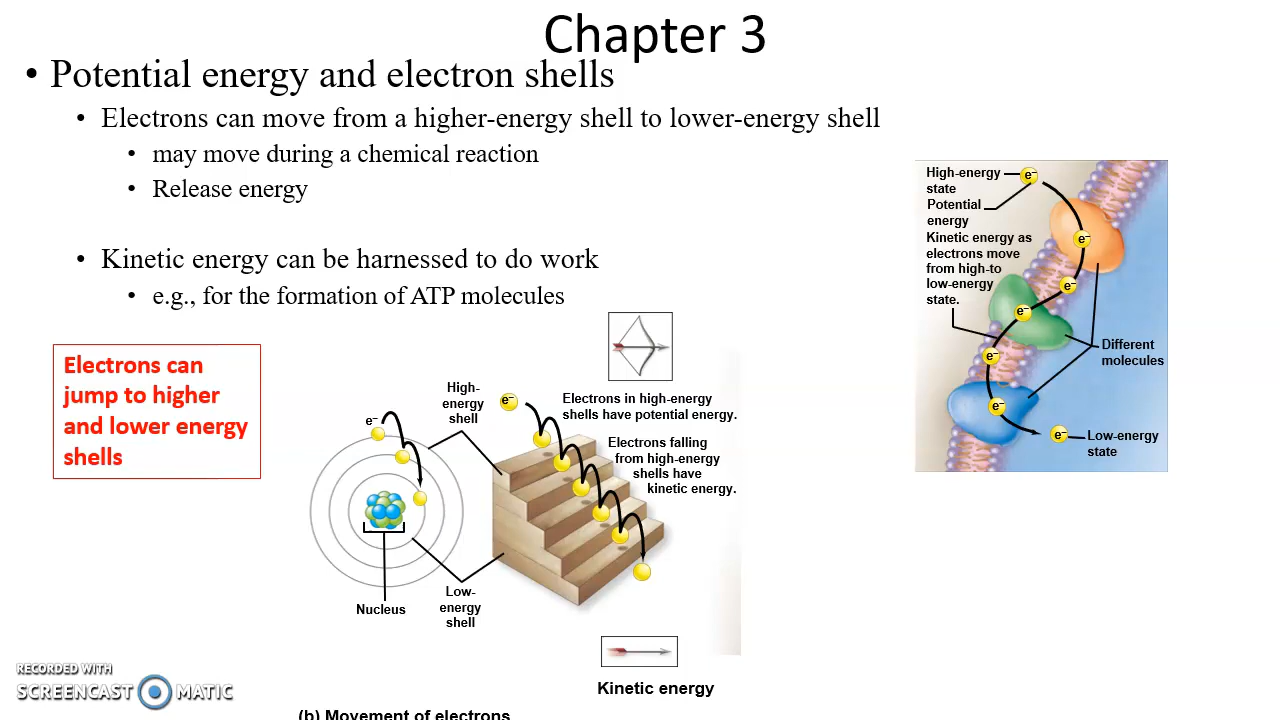 Chapter 3
• Potential energy and electron shells
• Electrons can move from a higher-energy shell to lower-energy shell
• may move during a chemical reaction
• Release energy
• Kinetic energy can be harnessed to do work
• e.g., for the formation of ATP molecules
Electrons can
jump to higher
and lower energy
shells
e⁻
High-
energy
shell
e⁻
Electrons in high-energy
shells have potential energy.
Electrons falling
from high-energy
shells have
kinetic energy.
Nucleus
Low-
energy
shell
Kinetic energy
(b) Movement of electrons
High-energy
state
e⁻
Potential
energy
Kinetic energy as
electrons move
from high-to
low-energy
state.
e⁻
e⁻
e⁻
e⁻
e⁻
Different
molecules
e⁻
Low-energy
state
RECORDED WITH
SCREENCAST MATIC